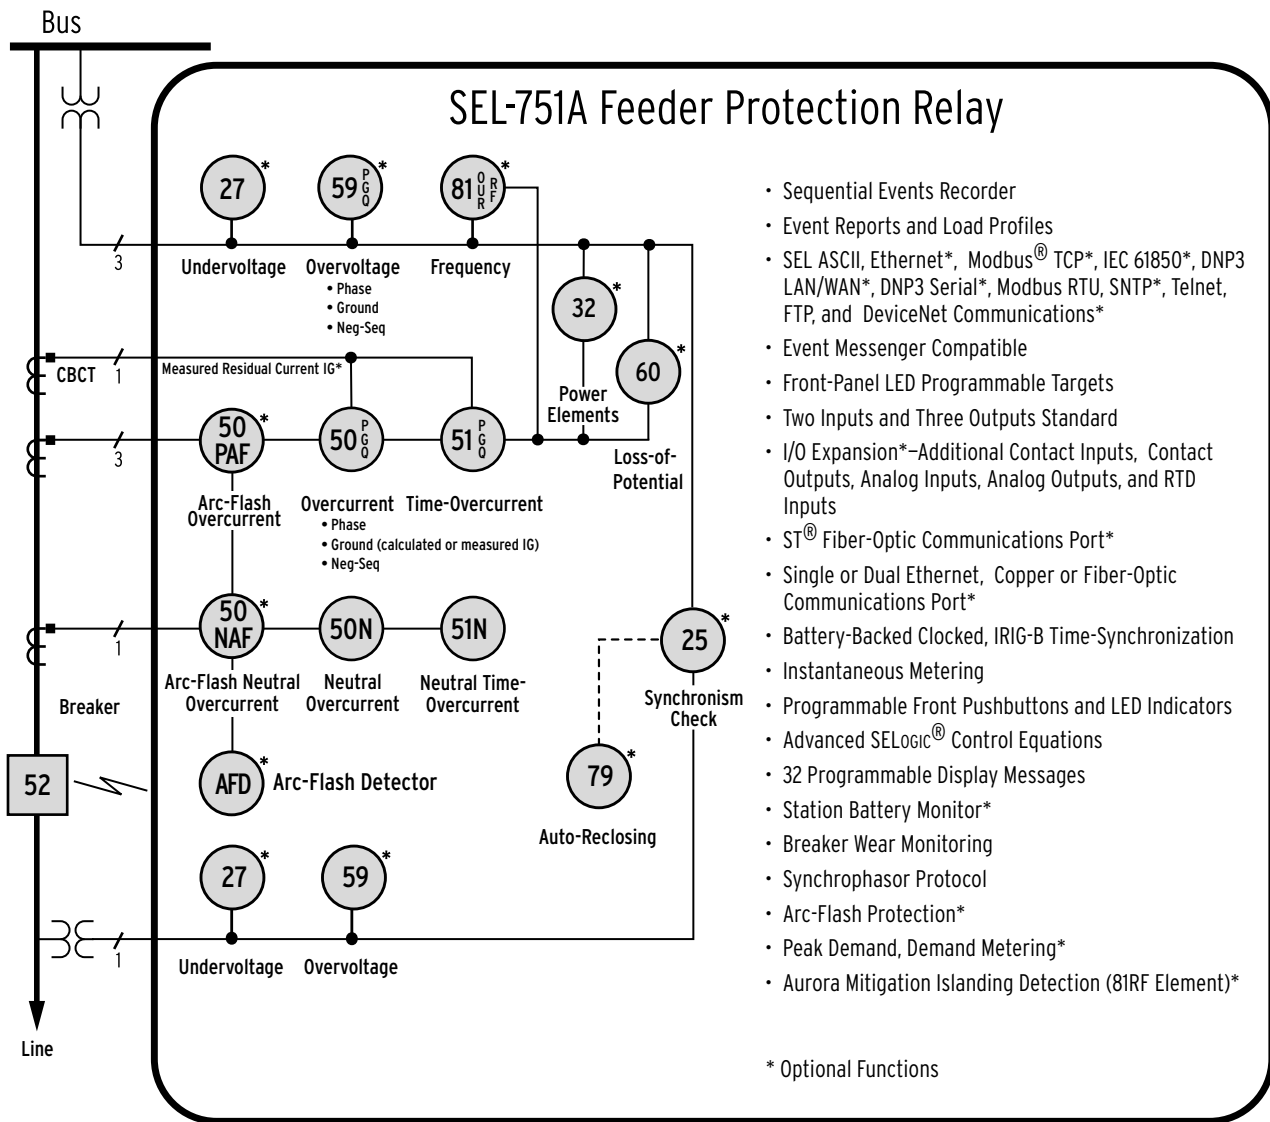 Bus
SEL-751A Feeder Protection Relay
27 *
59 P G Q *
81 O U R RF *
3
Undervoltage
Overvoltage
• Phase
• Ground
• Neg-Seq
Frequency
32 *
Power
Elements
60 *
Loss-of-
Potential
CBCT
1
Measured Residual Current IG*
3
50
PAF *
50 P G Q
51 P G Q
Arc-Flash
Overcurrent
Overcurrent
• Phase
• Ground (calculated or measured IG)
• Neg-Seq
Time-Overcurrent
1
50
NAF *
50N
51N
25 *
Arc-Flash Neutral
Overcurrent
Neutral
Overcurrent
Neutral Time-
Overcurrent
Synchronism
Check
Breaker
52
AFD *
Arc-Flash Detector
79 *
Auto-Reclosing
27 *
59 *
1
Undervoltage
Overvoltage
Line
• Sequential Events Recorder
• Event Reports and Load Profiles
• SEL ASCII, Ethernet*, Modbus® TCP*, IEC 61850*, DNP3
LAN/WAN*, DNP3 Serial*, Modbus RTU, SNTP*, Telnet,
FTP, and DeviceNet Communications*
• Event Messenger Compatible
• Front-Panel LED Programmable Targets
• Two Inputs and Three Outputs Standard
• I/O Expansion*–Additional Contact Inputs, Contact
Outputs, Analog Inputs, Analog Outputs, and RTD
Inputs
• ST® Fiber-Optic Communications Port*
• Single or Dual Ethernet, Copper or Fiber-Optic
Communications Port*
• Battery-Backed Clocked, IRIG-B Time-Synchronization
• Instantaneous Metering
• Programmable Front Pushbuttons and LED Indicators
• Advanced SELOGIC® Control Equations
• 32 Programmable Display Messages
• Station Battery Monitor*
• Breaker Wear Monitoring
• Synchrophasor Protocol
• Arc-Flash Protection*
• Peak Demand, Demand Metering*
• Aurora Mitigation Islanding Detection (81RF Element)*
* Optional Functions